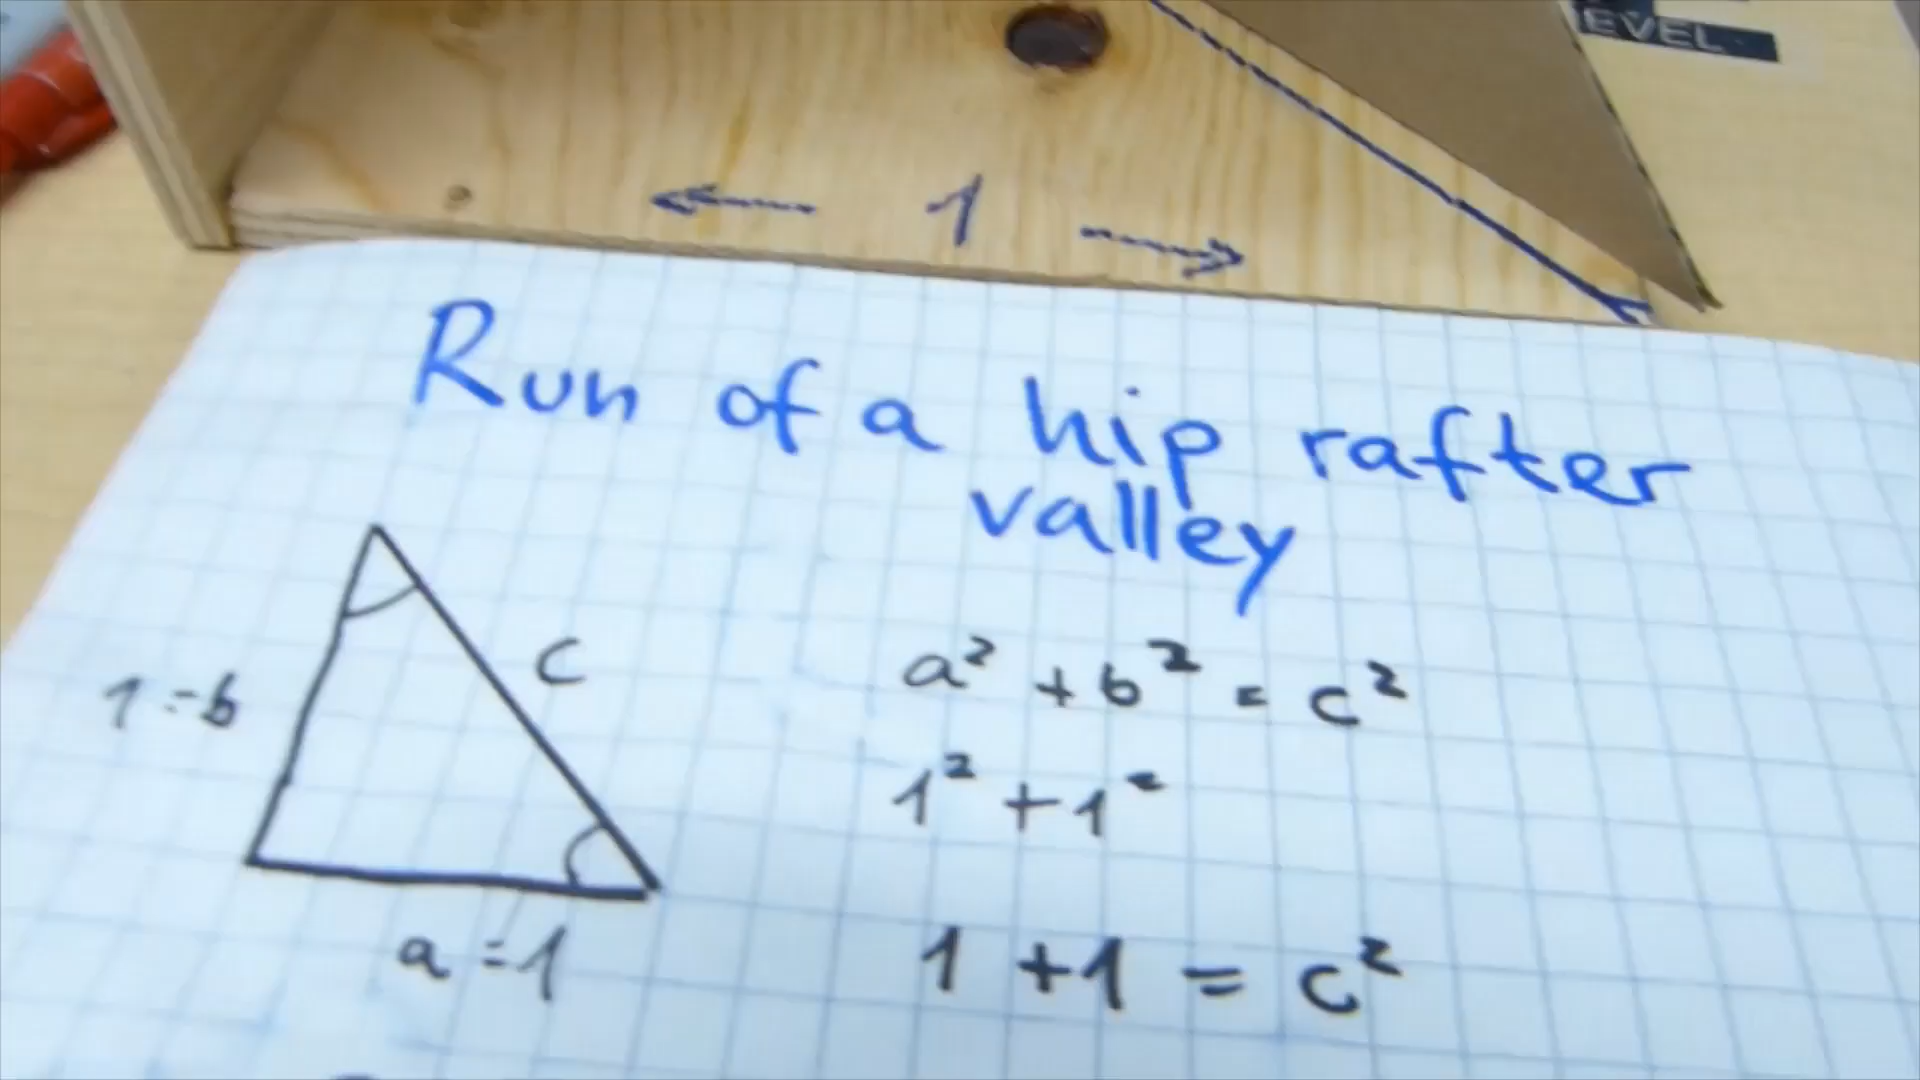 EVEL
1
Run of a hip rafter
valley
c
1=b
a=1
a² + b² = c²
1² + 1²
1 + 1 = c²